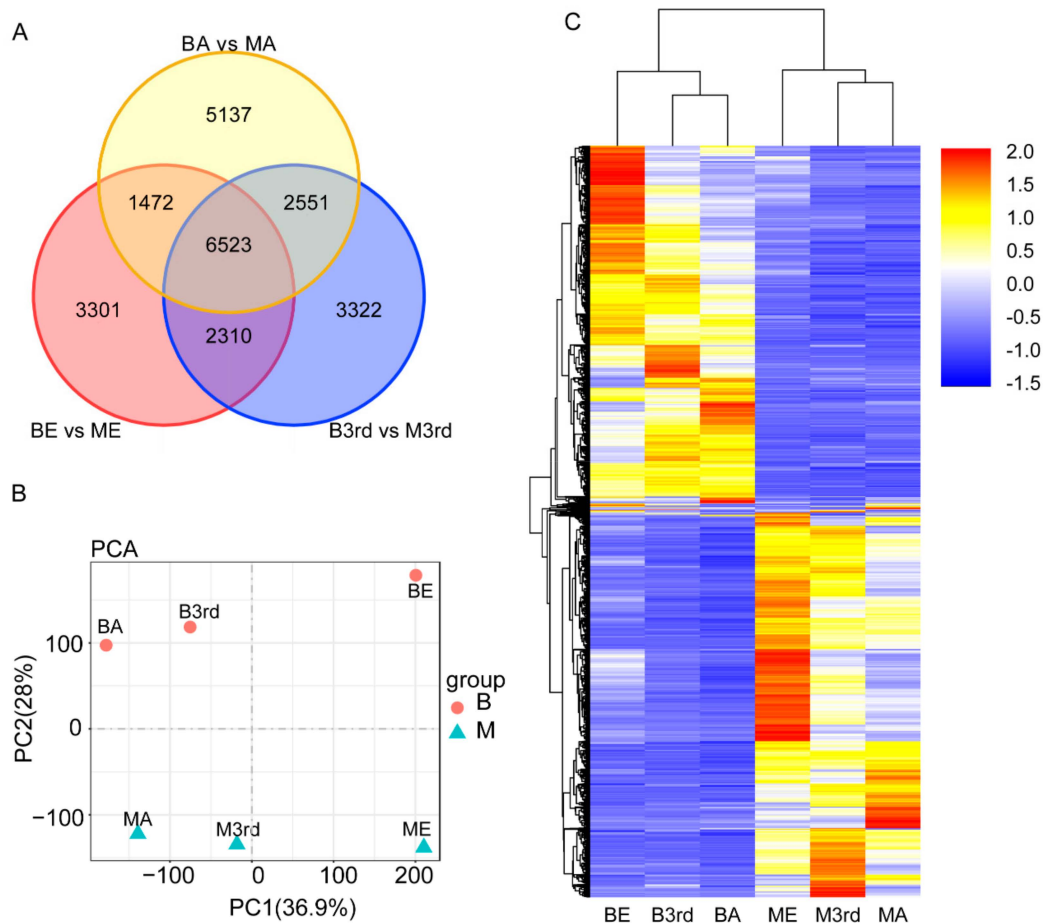 A
BA vs MA
5137
1472
2551
6523
3301
3322
2310
BE vs ME
B3rd vs M3rd
B
PCA
BE
B3rd
BA
100
0
−100
PC2(28%)
MA
M3rd
ME
−100
0
100
200
PC1(36.9%)
group
B
M
C
2.0
1.5
1.0
0.5
0.0
-0.5
-1.0
-1.5
BE B3rd BA ME M3rd MA